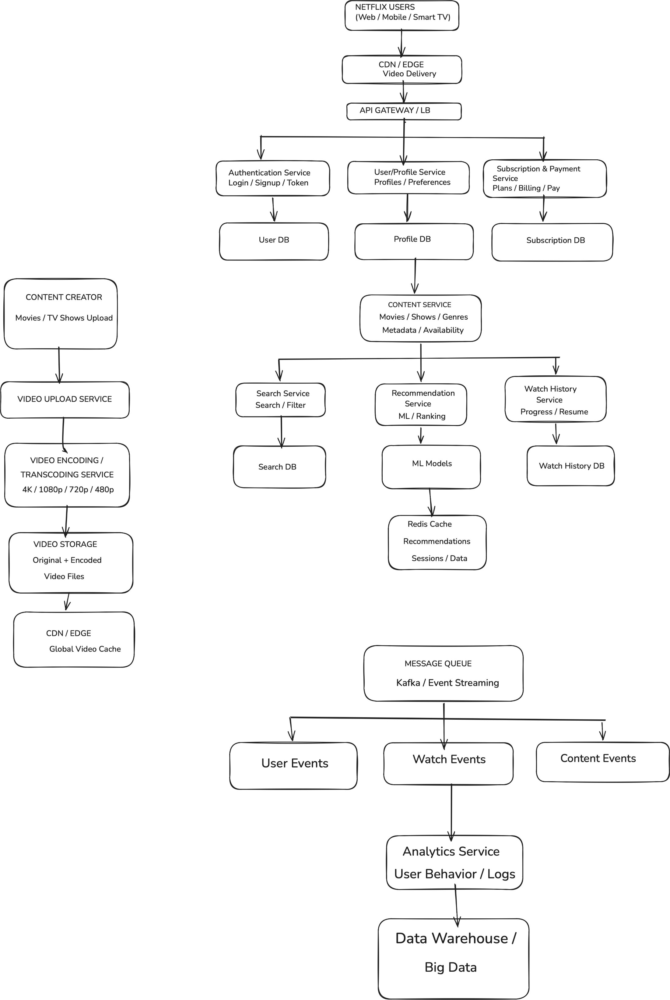 NETFLIX USERS
(Web / Mobile / Smart TV)
CDN / EDGE
Video Delivery
API GATEWAY / LB
Authentication Service
Login / Signup / Token
User/Profile Service
Profiles / Preferences
Subscription & Payment
Service
Plans / Billing / Pay
User DB
Profile DB
Subscription DB
CONTENT CREATOR
Movies / TV Shows Upload
VIDEO UPLOAD SERVICE
VIDEO ENCODING /
TRANSCODING SERVICE
4K / 1080p / 720p / 480p
VIDEO STORAGE
Original + Encoded
Video Files
CDN / EDGE
Global Video Cache
CONTENT SERVICE
Movies / Shows / Genres
Metadata / Availability
Search Service
Search / Filter
Recommendation
Service
ML / Ranking
Watch History
Service
Progress / Resume
Search DB
ML Models
Watch History DB
Redis Cache
Recommendations
Sessions / Data
MESSAGE QUEUE
Kafka / Event Streaming
User Events
Watch Events
Content Events
Analytics Service
User Behavior / Logs
Data Warehouse /
Big Data